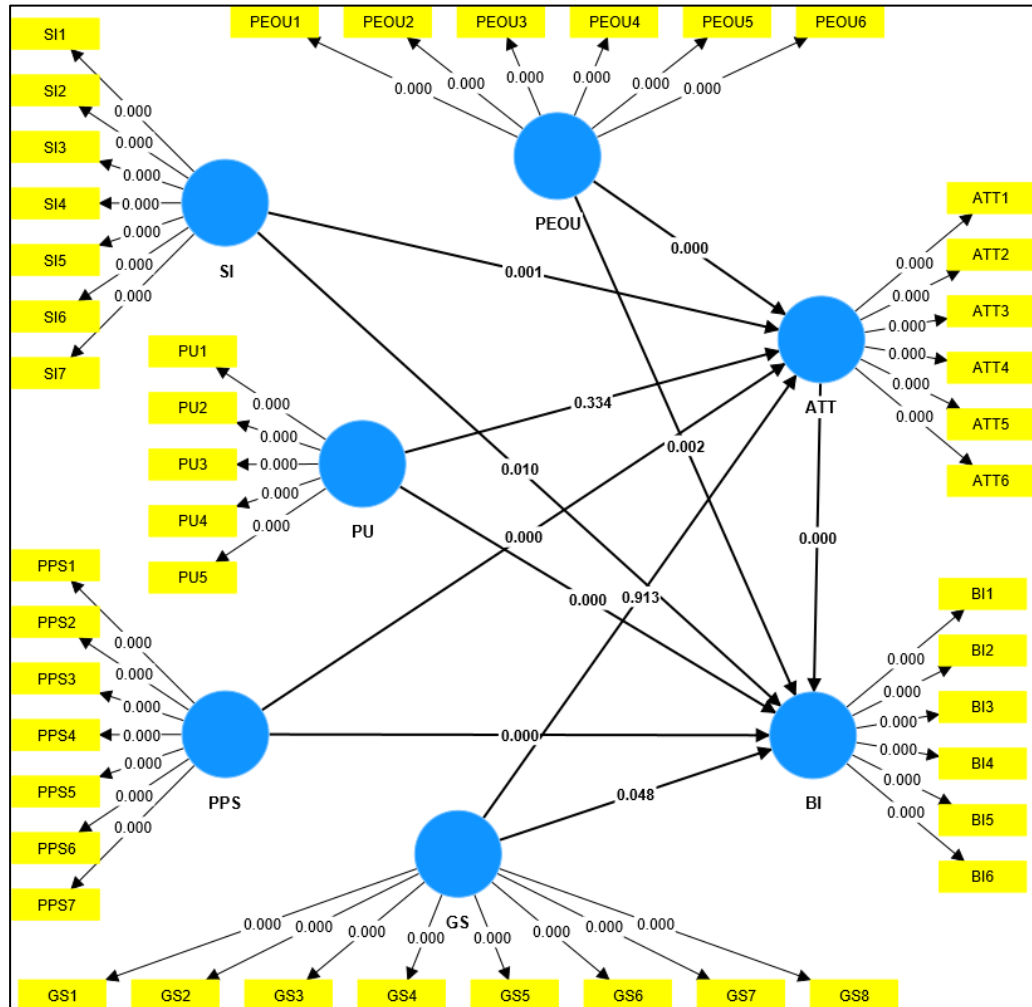 PEOU1 PEOU2 PEOU3 PEOU4 PEOU5 PEOU6
0.000 0.000 0.000 0.000 0.000 0.000
PEOU
SI1
SI2
SI3
SI4
SI5
SI6
SI7
0.000
0.000
0.000
0.000
0.000
0.000
0.000
SI
0.001
0.010
0.000
0.002
PU1
PU2
PU3
PU4
PU5
0.000
0.000
0.000
0.000
0.000
PU
0.334
0.000
ATT1
ATT2
ATT3
ATT4
ATT5
ATT6
0.000
0.000
0.000
0.000
0.000
0.000
ATT
0.000
PPS1
PPS2
PPS3
PPS4
PPS5
PPS6
PPS7
0.000
0.000
0.000
0.000
0.000
0.000
0.000
PPS
0.000
0.000
0.913
0.048
BI1
BI2
BI3
BI4
BI5
BI6
0.000
0.000
0.000
0.000
0.000
0.000
BI
GS
0.000 0.000 0.000 0.000 0.000 0.000 0.000 0.000
GS1 GS2 GS3 GS4 GS5 GS6 GS7 GS8